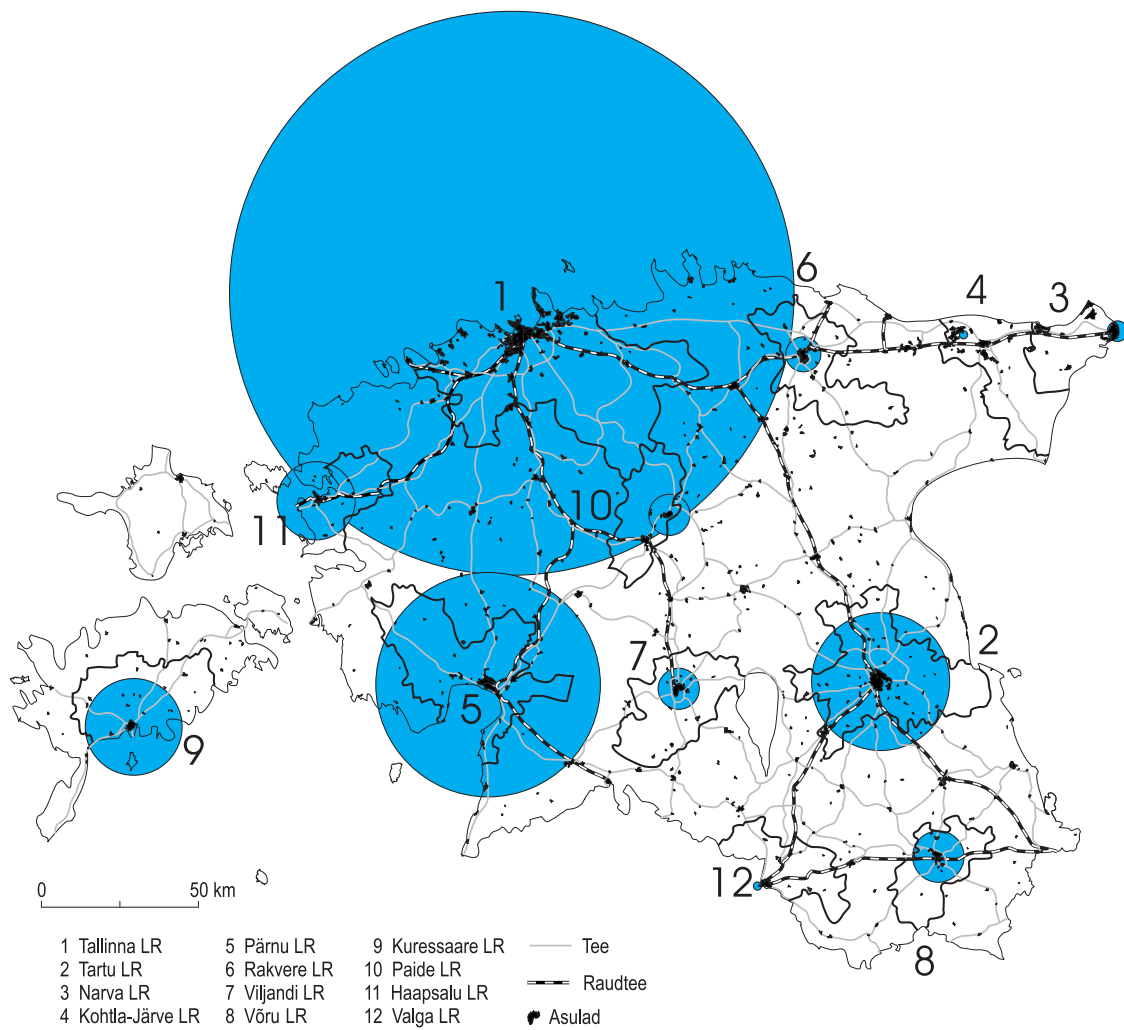 6
1
4
3
10
11
2
7
5
9
12
8
0 50 km
1 Tallinna LR 5 Pärnu LR 9 Kuressaare LR Tee
2 Tartu LR 6 Rakvere LR 10 Paide LR Raudtee
3 Narva LR 7 Viljandi LR 11 Haapsalu LR
4 Kohtla-Järve LR 8 Võru LR 12 Valga LR Asulad